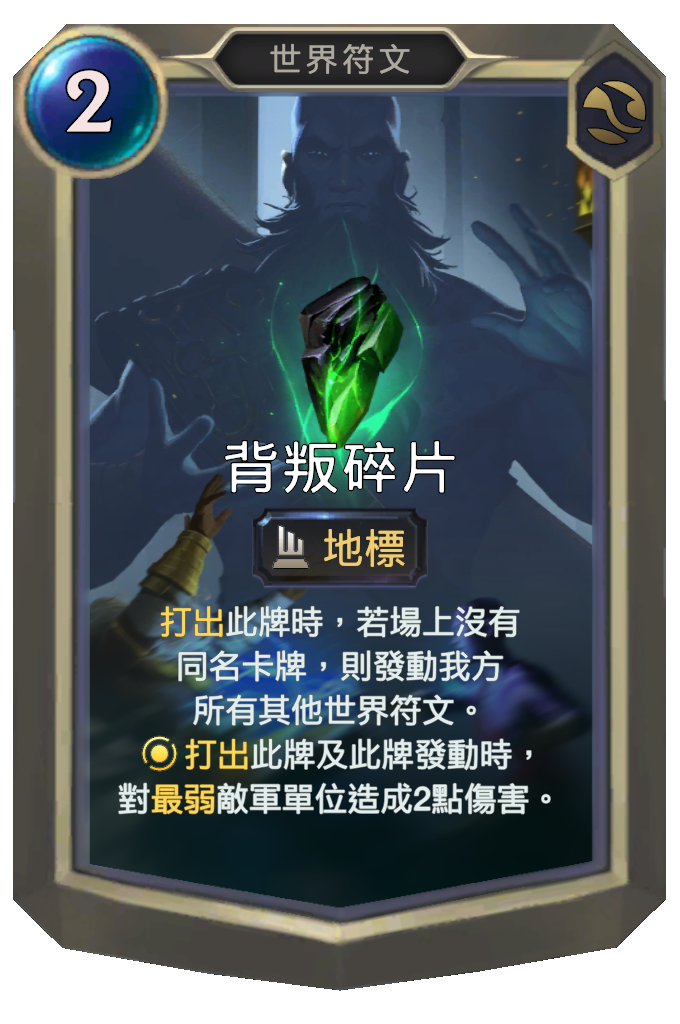 世界符文
2
背叛碎片
地標
打出此牌時，若場上沒有
同名卡牌，則發動我方
所有其他世界符文。
打出此牌及此牌發動時，
對最弱敵軍單位造成2點傷害。